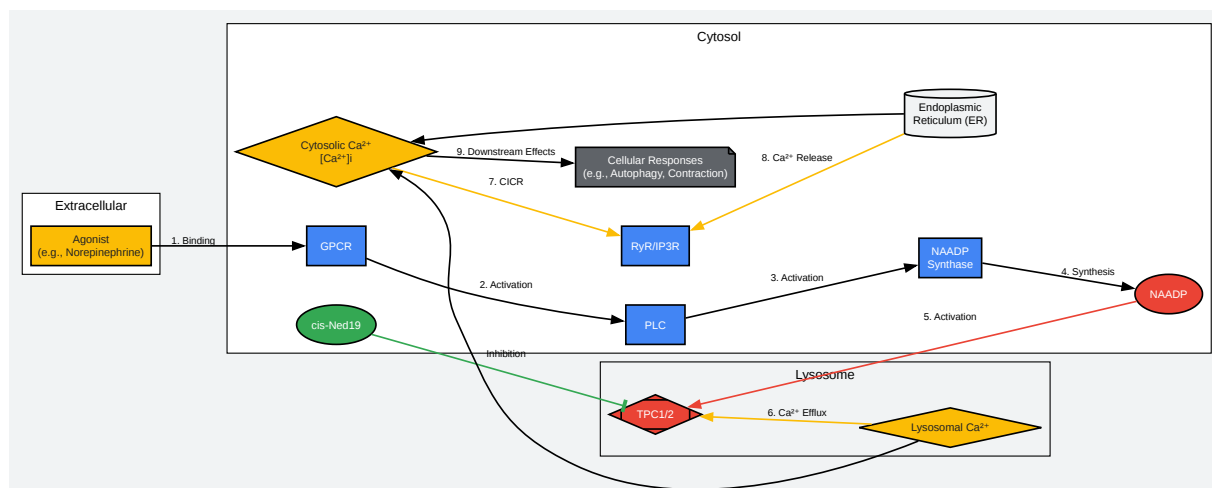 Cytosol
Endoplasmic
Reticulum (ER)
Cytosolic Ca²⁺
[Ca²⁺]i
9. Downstream Effects
Cellular Responses
(e.g., Autophagy, Contraction)
8. Ca²⁺ Release
7. CICR
Extracellular
Agonist
(e.g., Norepinephrine)
1. Binding
GPCR
RyR/IP3R
NAADP
Synthase
2. Activation
3. Activation
4. Synthesis
NAADP
cis-Ned19
PLC
5. Activation
Inhibition
Lysosome
TPC1/2
6. Ca²⁺ Efflux
Lysosomal Ca²⁺